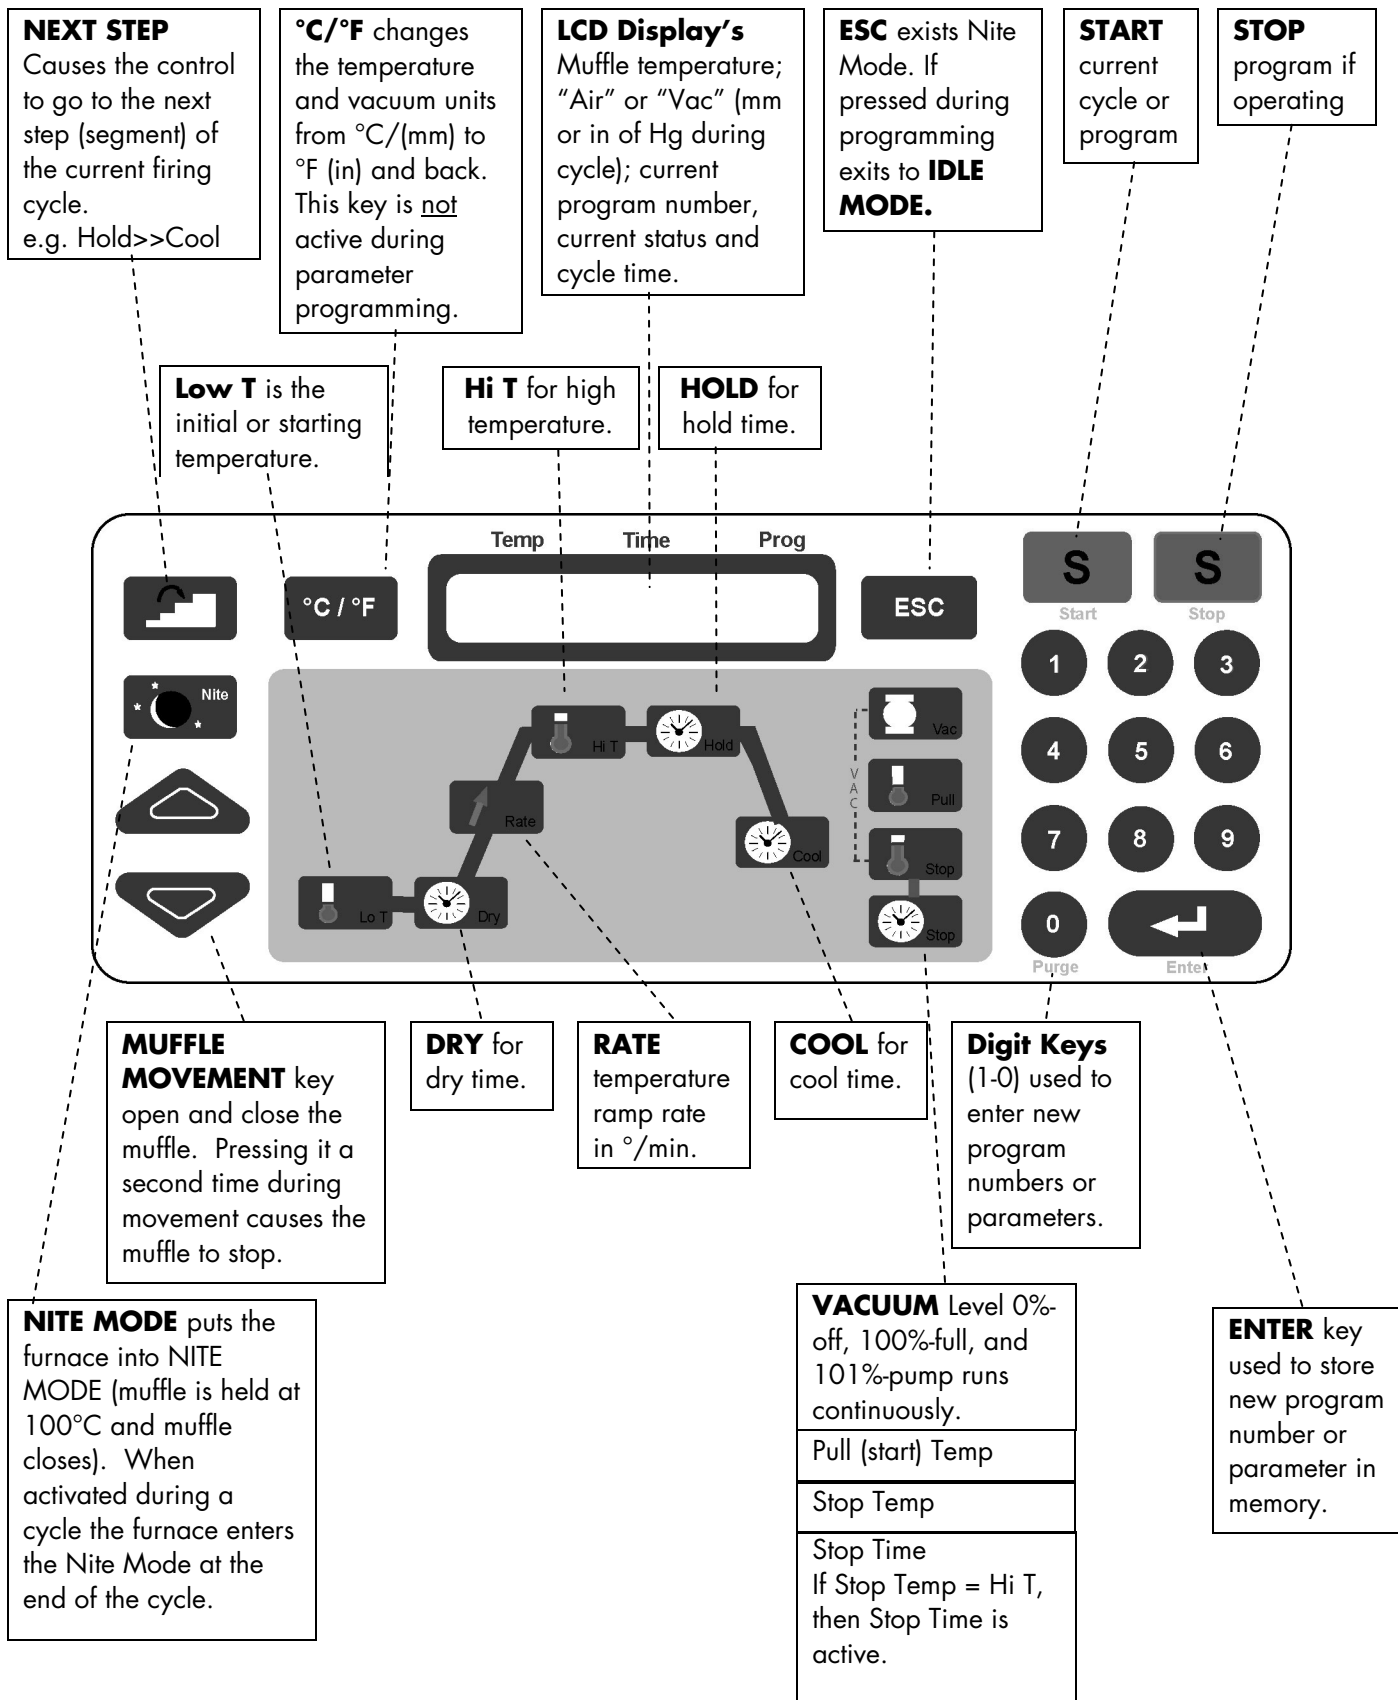 NEXT STEP
Causes the control
to go to the next
step (segment) of
the current firing
cycle.
e.g. Hold>>Cool
°C/°F changes
the temperature
and vacuum units
from °C/(mm) to
°F (in) and back.
This key is not
active during
parameter
programming.
LCD Display's
Muffle temperature;
"Air" or "Vac" (mm
or in of Hg during
cycle); current
program number,
current status and
cycle time.
ESC exists Nite
Mode. If
pressed during
programming
exits to IDLE
MODE.
START
current
cycle or
program
STOP
program if
operating
Low T is the
initial or starting
temperature.
Hi T for high
temperature.
HOLD for
hold time.
Temp Time Prog
°C / °F
ESC
S
Start
S
Stop
Nite
Hi T
Hold
Rate
Cool
Lo T
Dry
VAC
Vac
Pull
Stop
Stop
1 2 3
4 5 6
7 8 9
0
Purge
Enter
MUFFLE
MOVEMENT key
open and close the
muffle. Pressing it a
second time during
movement causes the
muffle to stop.
DRY for
dry time.
RATE
temperature
ramp rate
in °/min.
COOL for
cool time.
Digit Keys
(1-0) used to
enter new
program
numbers or
parameters.
NITE MODE puts the
furnace into NITE
MODE (muffle is held at
100°C and muffle
closes). When
activated during a
cycle the furnace enters
the Nite Mode at the
end of the cycle.
VACUUM Level 0%-
off, 100%-full, and
101%-pump runs
continuously.
Pull (start) Temp
Stop Temp
Stop Time
If Stop Temp = Hi T,
then Stop Time is
active.
ENTER key
used to store
new program
number or
parameter in
memory.